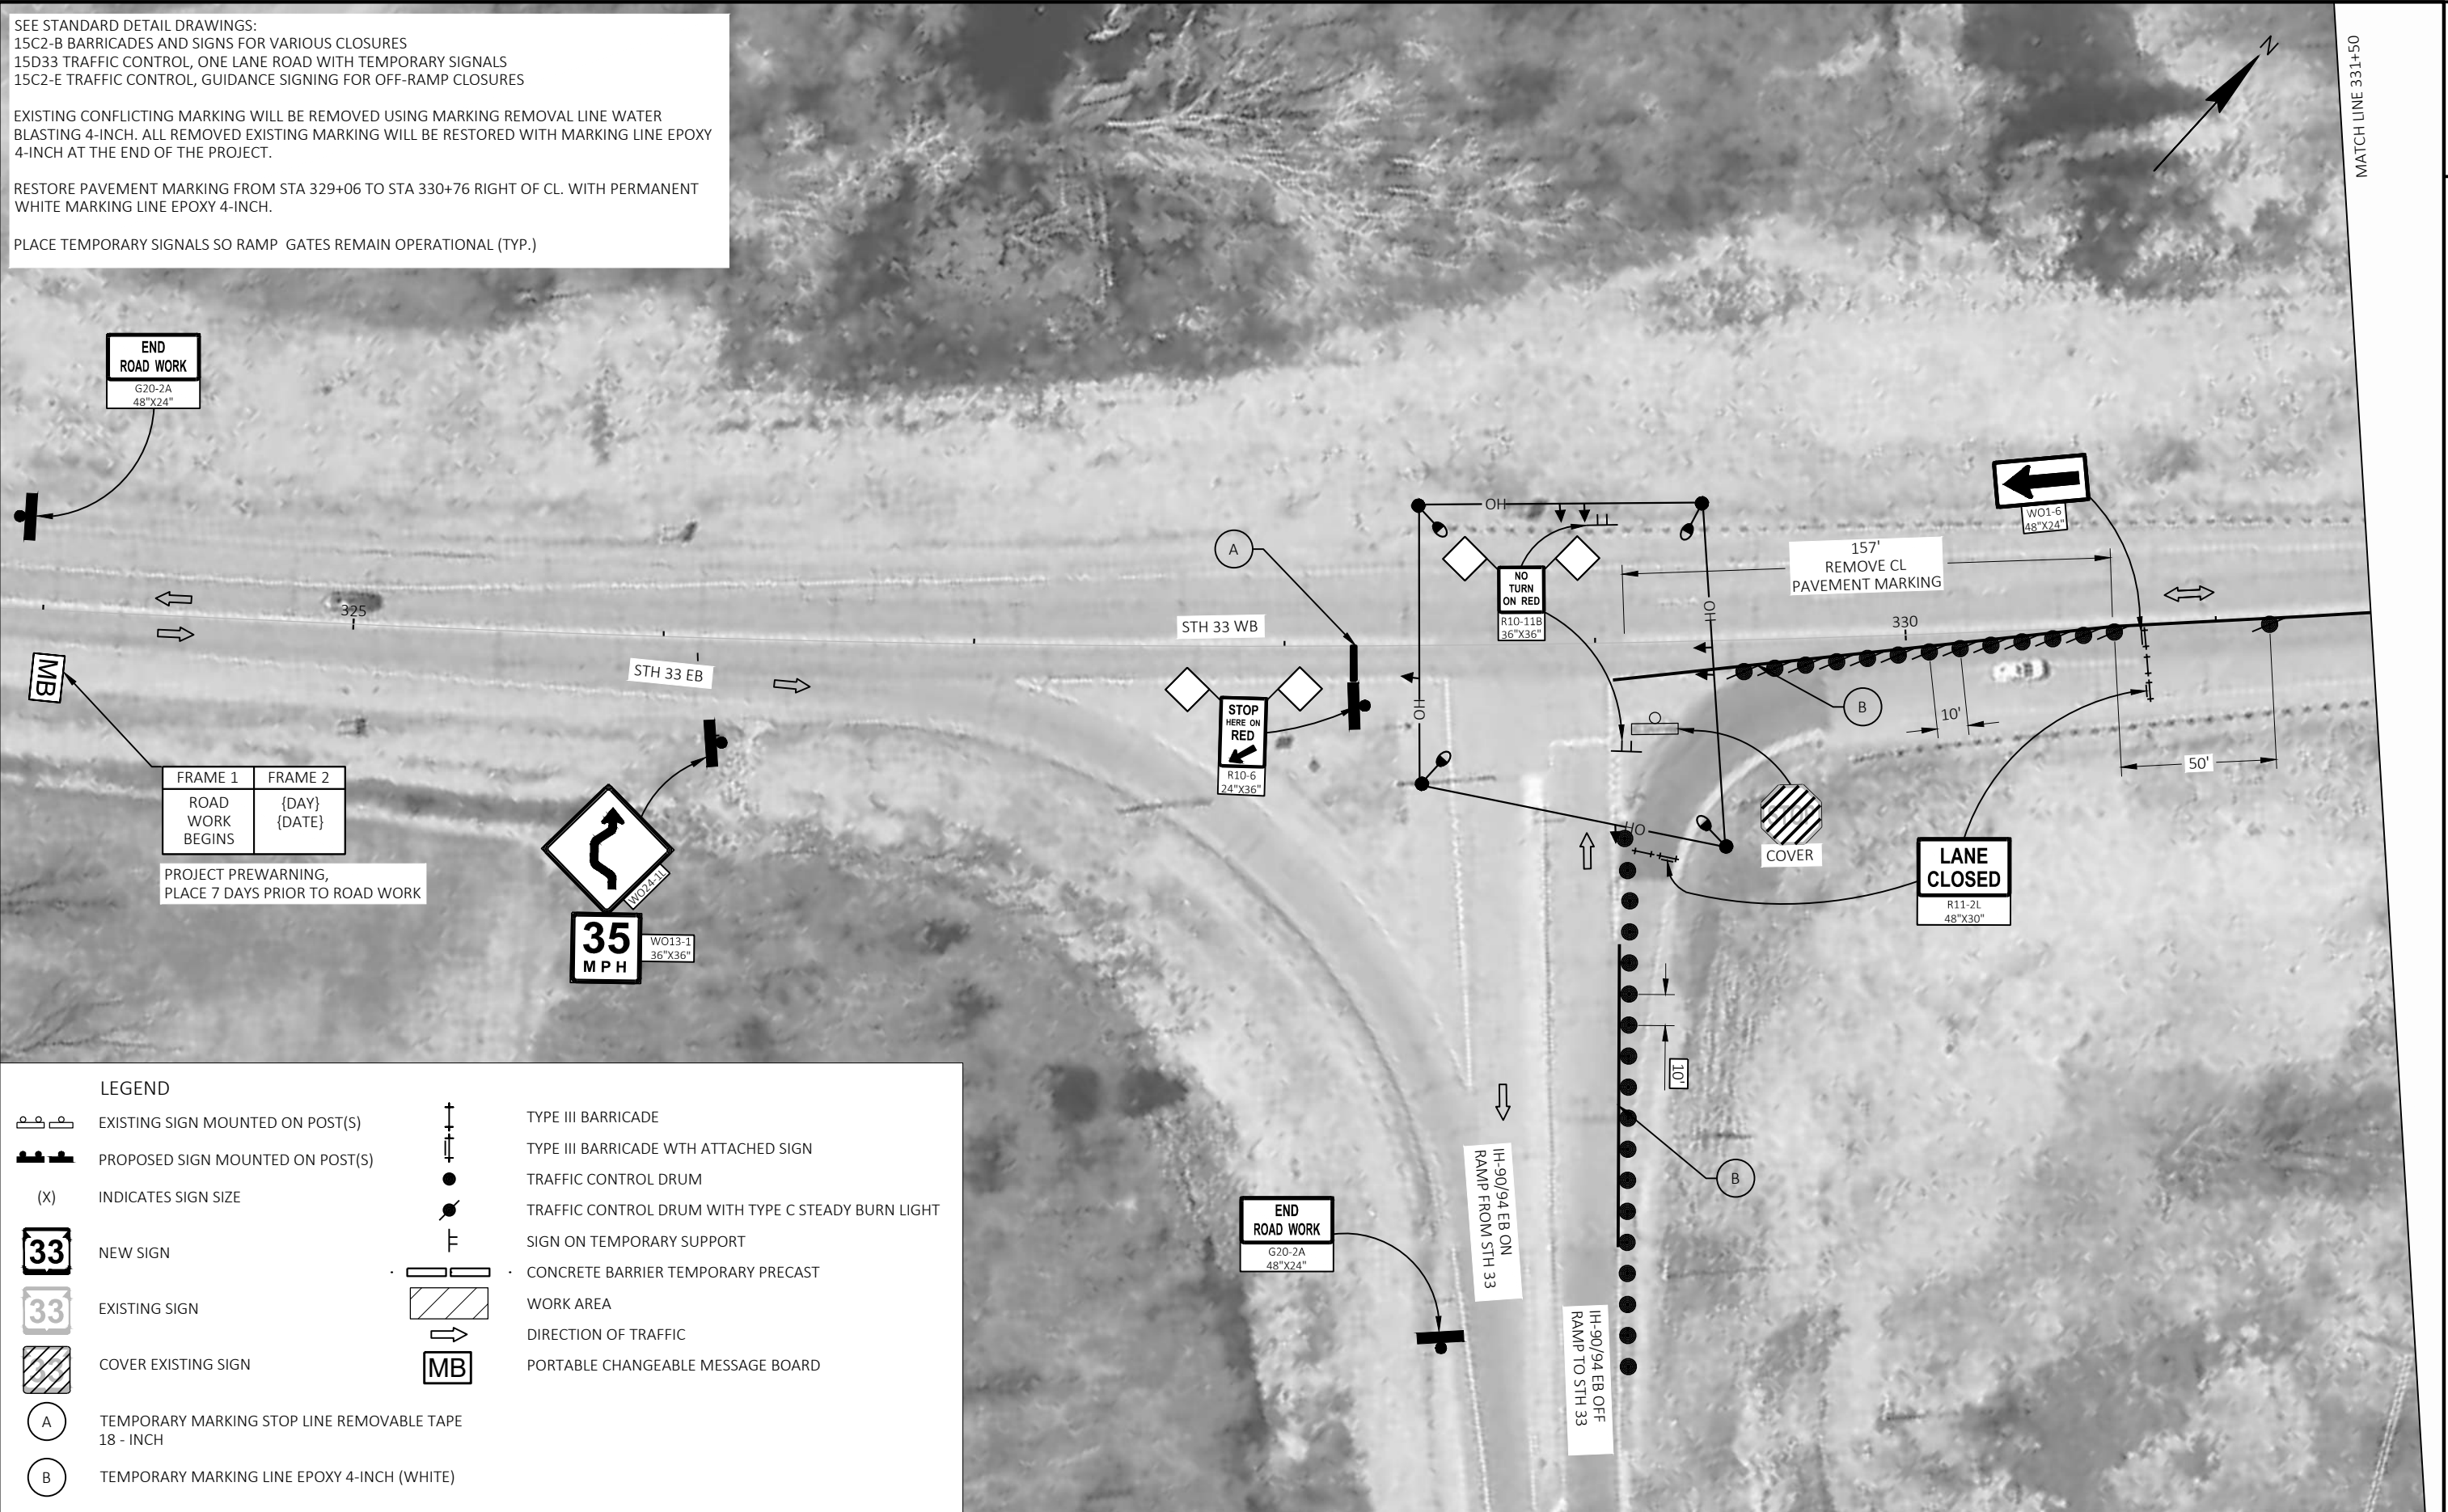 SEE STANDARD DETAIL DRAWINGS:
15C2-B BARRICADES AND SIGNS FOR VARIOUS CLOSURES
15D33 TRAFFIC CONTROL, ONE LANE ROAD WITH TEMPORARY SIGNALS
15C2-E TRAFFIC CONTROL, GUIDANCE SIGNING FOR OFF-RAMP CLOSURES
EXISTING CONFLICTING MARKING WILL BE REMOVED USING MARKING REMOVAL LINE WATER
BLASTING 4-INCH. ALL REMOVED EXISTING MARKING WILL BE RESTORED WITH MARKING LINE EPOXY
4-INCH AT THE END OF THE PROJECT.
RESTORE PAVEMENT MARKING FROM STA 329+06 TO STA 330+76 RIGHT OF CL. WITH PERMANENT
WHITE MARKING LINE EPOXY 4-INCH.
PLACE TEMPORARY SIGNALS SO RAMP GATES REMAIN OPERATIONAL (TYP.)
N
MATCH LINE 331+50
END
ROAD WORK
G20-2A
48"X24"
325
MB
FRAME 1 FRAME 2
ROAD
WORK
BEGINS
{DAY}
{DATE}
PROJECT PREWARNING,
PLACE 7 DAYS PRIOR TO ROAD WORK
STH 33 EB
WO24-1L
35
MPH
WO13-1
36"X36"
STH 33 WB
A
STOP
HERE ON
RED
R10-6
24"X36"
OH
OH
OH
OH
NO
TURN
ON RED
R10-11B
36"X36"
157'
REMOVE CL
PAVEMENT MARKING
WO1-6
48"X24"
330
B
10'
50'
STOP
COVER
LANE
CLOSED
R11-2L
48"X30"
10'
B
IH-90/94 EB ON
RAMP FROM STH 33
IH-90/94 EB OFF
RAMP TO STH 33
END
ROAD WORK
G20-2A
48"X24"
LEGEND
EXISTING SIGN MOUNTED ON POST(S)
PROPOSED SIGN MOUNTED ON POST(S)
(X) INDICATES SIGN SIZE
33 NEW SIGN
33 EXISTING SIGN
33 COVER EXISTING SIGN
A TEMPORARY MARKING STOP LINE REMOVABLE TAPE
18 - INCH
B TEMPORARY MARKING LINE EPOXY 4-INCH (WHITE)
TYPE III BARRICADE
TYPE III BARRICADE WTH ATTACHED SIGN
TRAFFIC CONTROL DRUM
TRAFFIC CONTROL DRUM WITH TYPE C STEADY BURN LIGHT
SIGN ON TEMPORARY SUPPORT
CONCRETE BARRIER TEMPORARY PRECAST
WORK AREA
DIRECTION OF TRAFFIC
MB PORTABLE CHANGEABLE MESSAGE BOARD